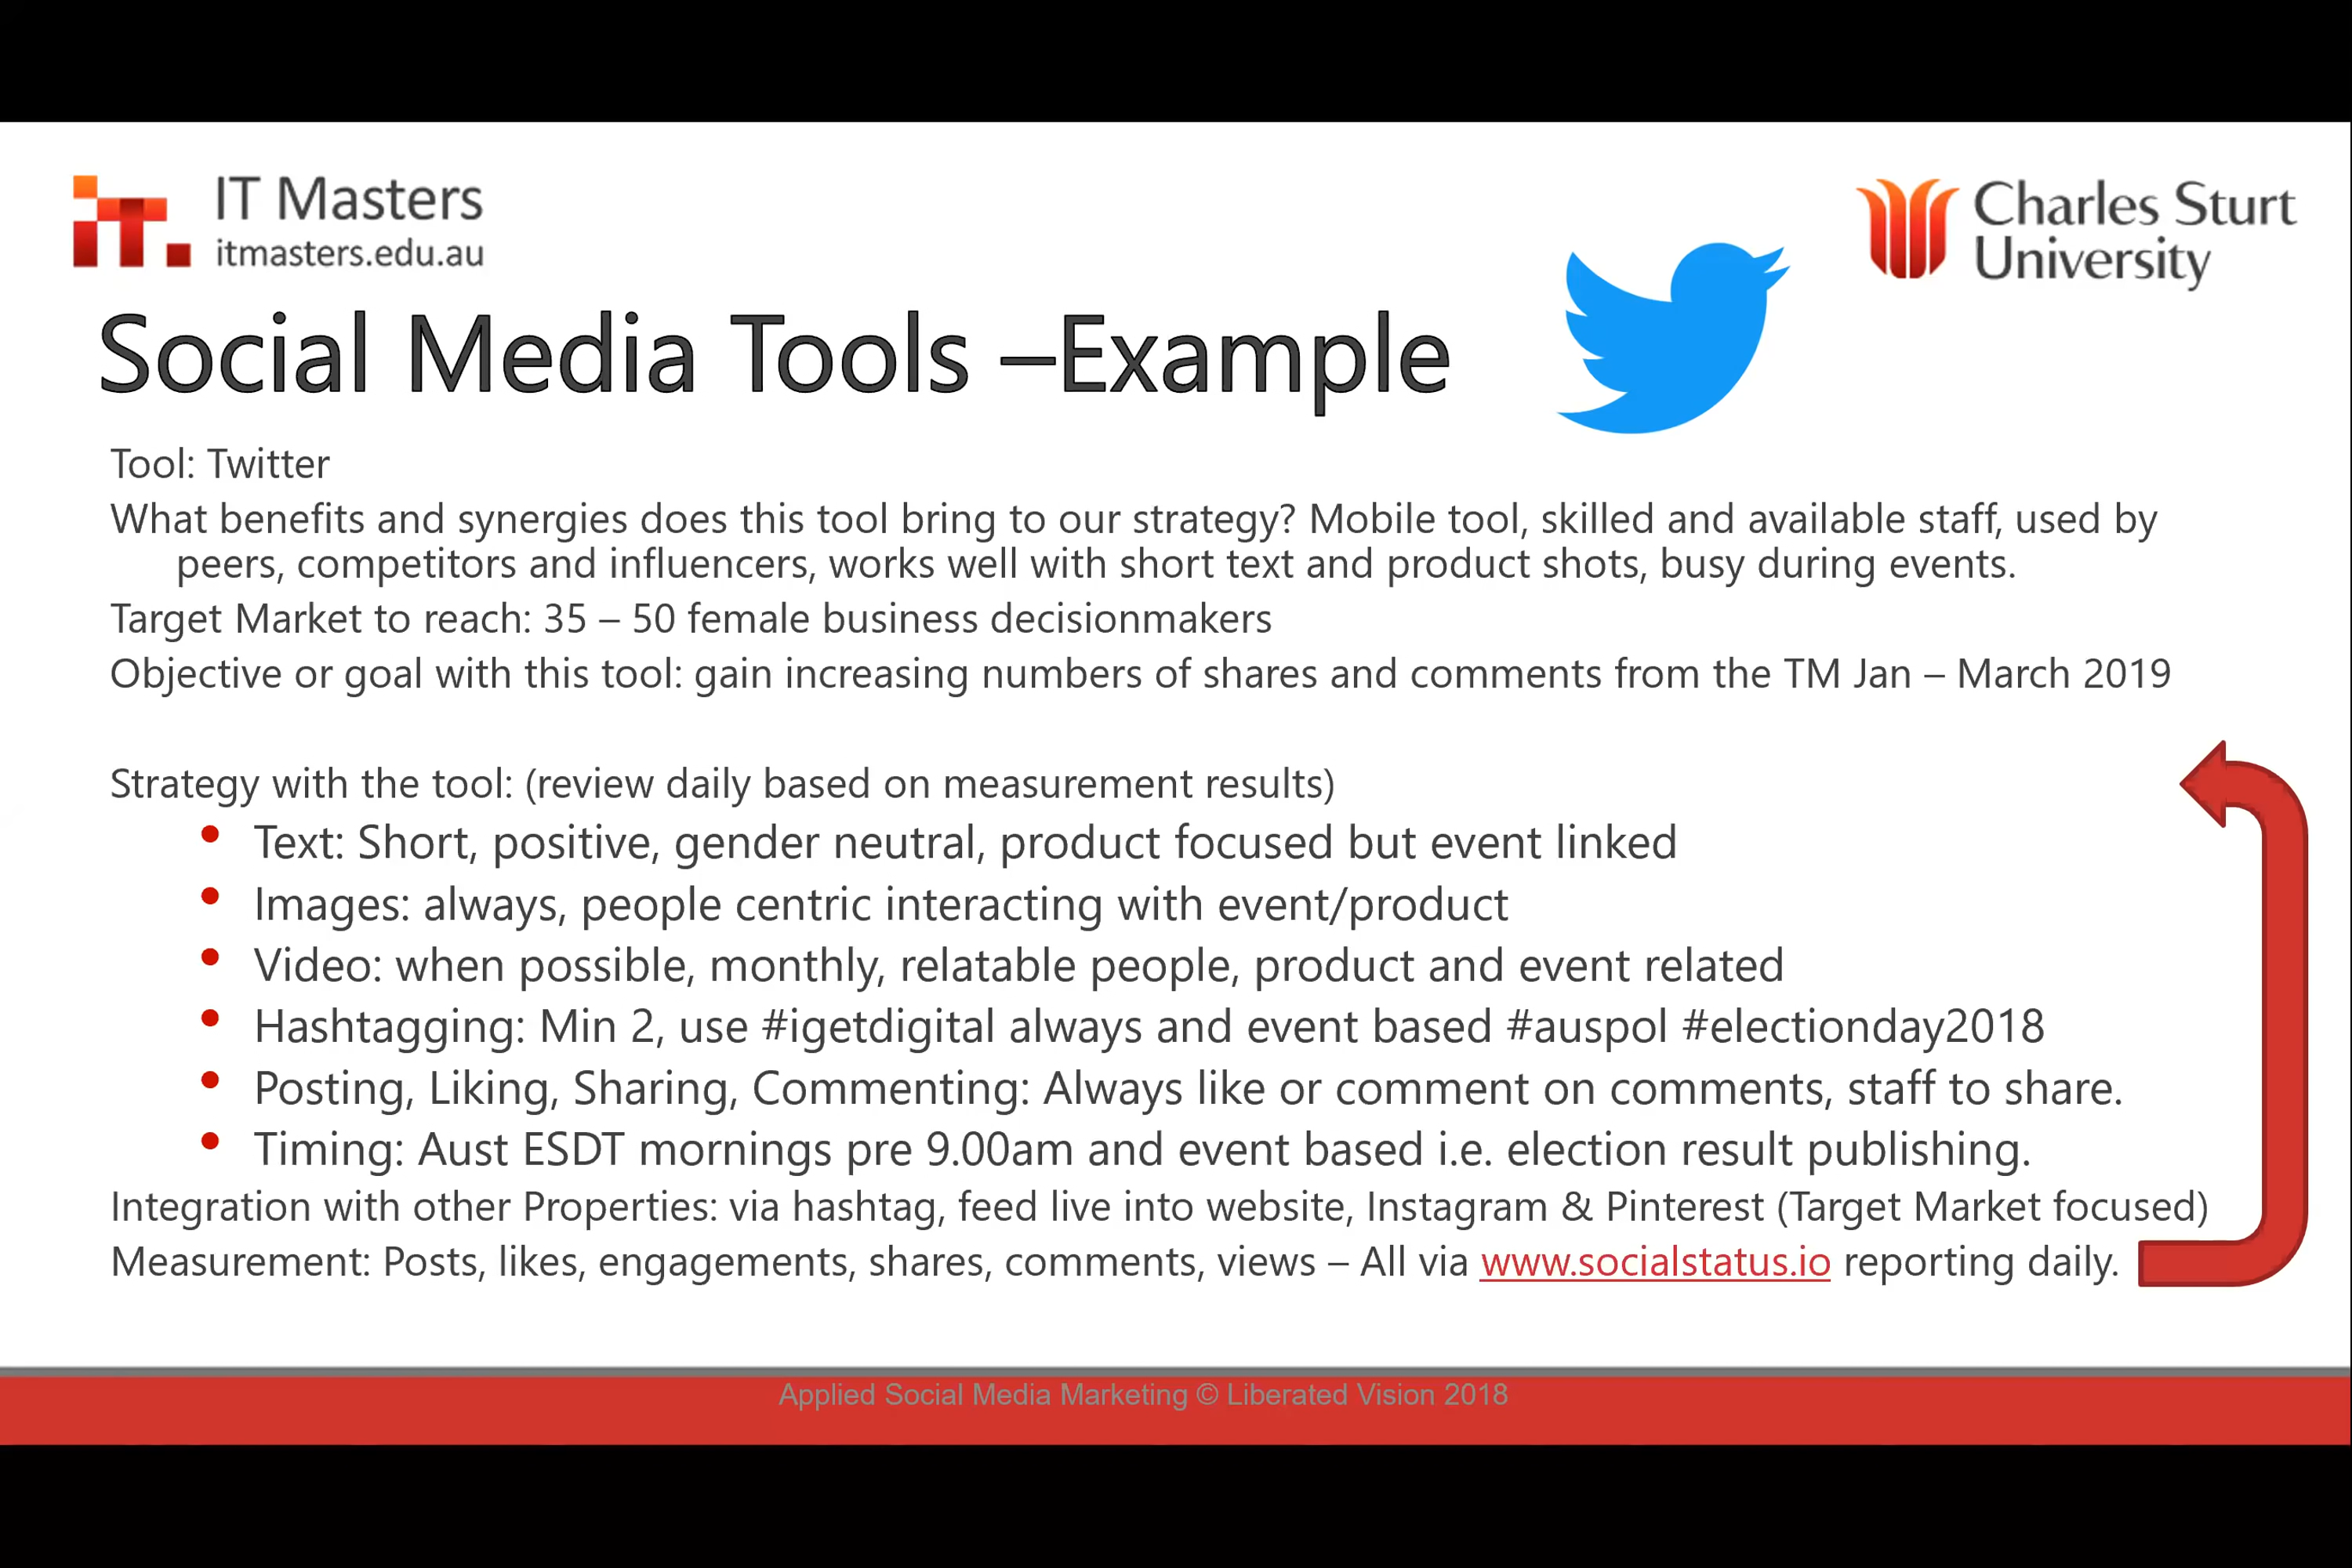 IT Masters
itmasters.edu.au
Charles Sturt
University
Social Media Tools –Example
Tool: Twitter
What benefits and synergies does this tool bring to our strategy? Mobile tool, skilled and available staff, used by
peers, competitors and influencers, works well with short text and product shots, busy during events.
Target Market to reach: 35 – 50 female business decisionmakers
Objective or goal with this tool: gain increasing numbers of shares and comments from the TM Jan – March 2019
Strategy with the tool: (review daily based on measurement results)
• Text: Short, positive, gender neutral, product focused but event linked
• Images: always, people centric interacting with event/product
• Video: when possible, monthly, relatable people, product and event related
• Hashtagging: Min 2, use #igetdigital always and event based #auspol #electionday2018
• Posting, Liking, Sharing, Commenting: Always like or comment on comments, staff to share.
• Timing: Aust ESDT mornings pre 9.00am and event based i.e. election result publishing.
Integration with other Properties: via hashtag, feed live into website, Instagram & Pinterest (Target Market focused)
Measurement: Posts, likes, engagements, shares, comments, views – All via www.socialstatus.io reporting daily.
Applied Social Media Marketing © Liberated Vision 2018